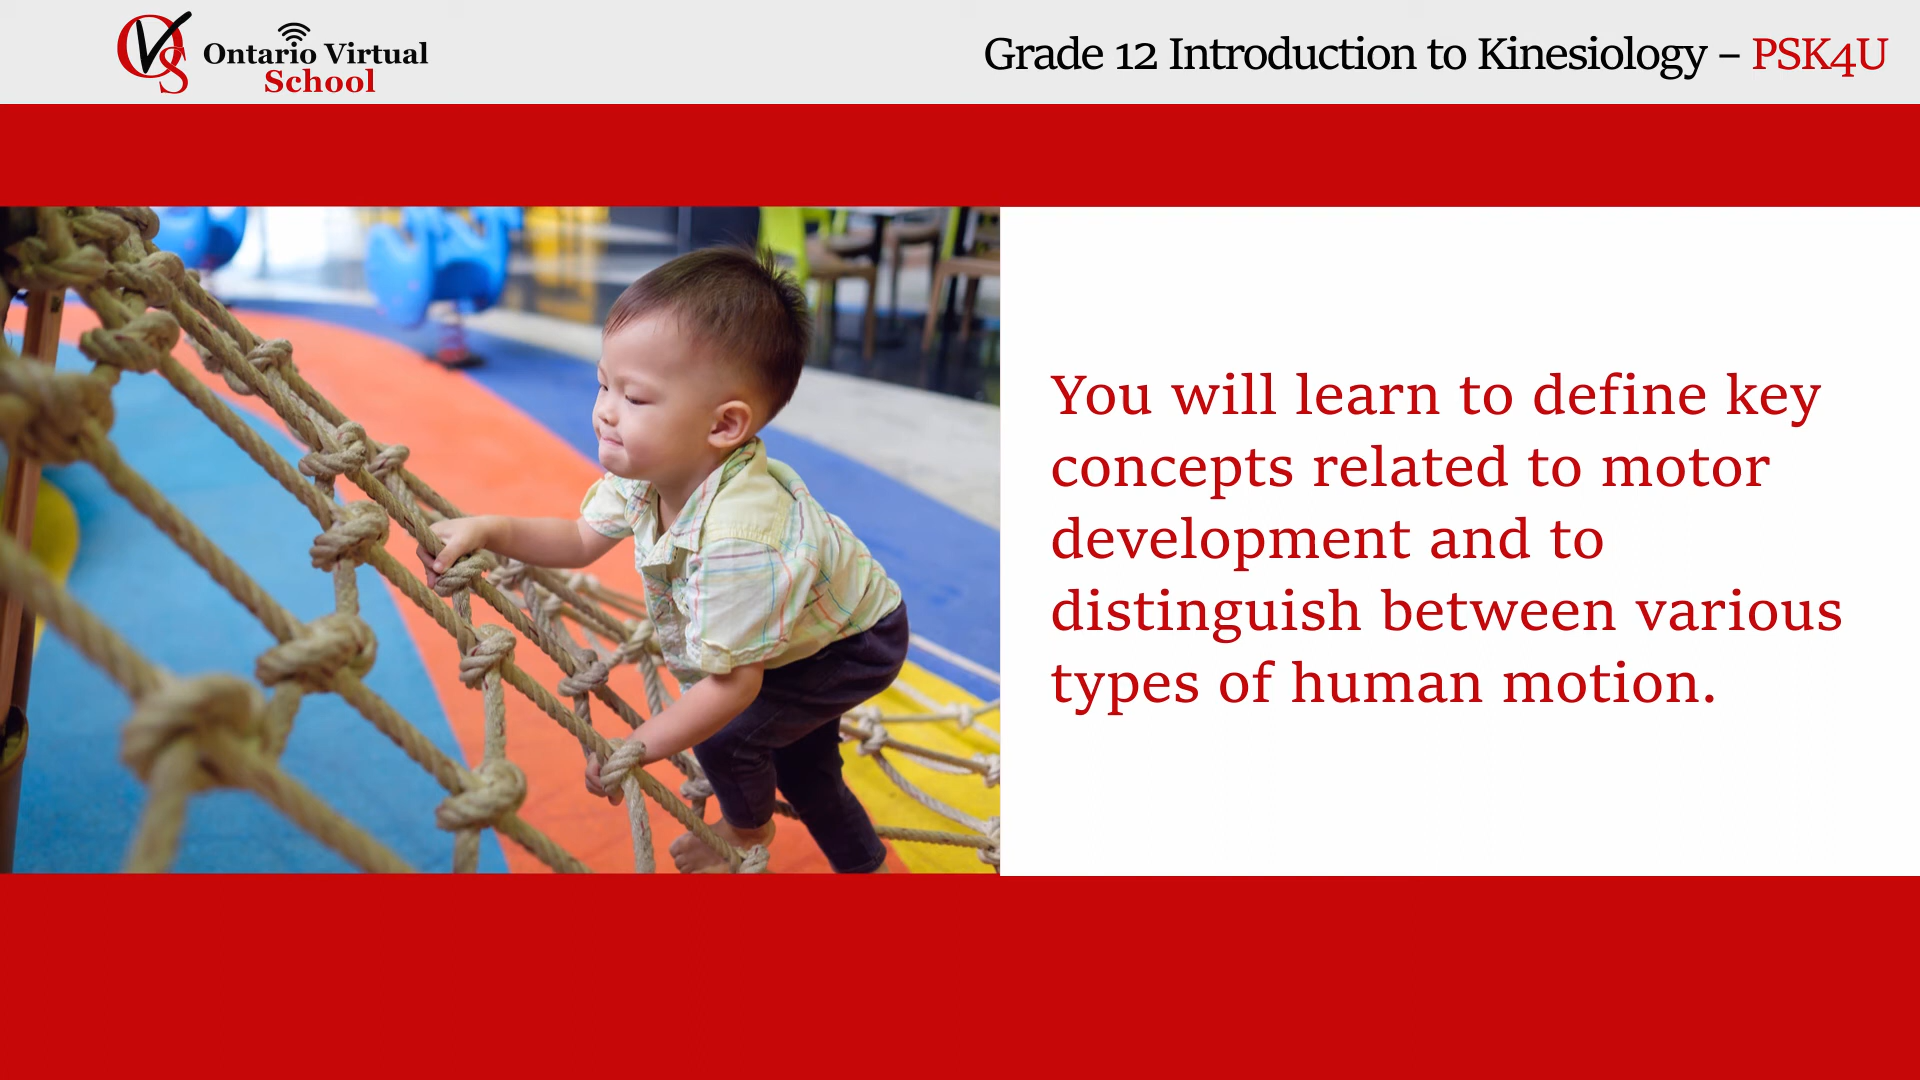 OVS
Ontario Virtual
School
Grade 12 Introduction to Kinesiology – PSK4U
You will learn to define key
concepts related to motor
development and to
distinguish between various
types of human motion.